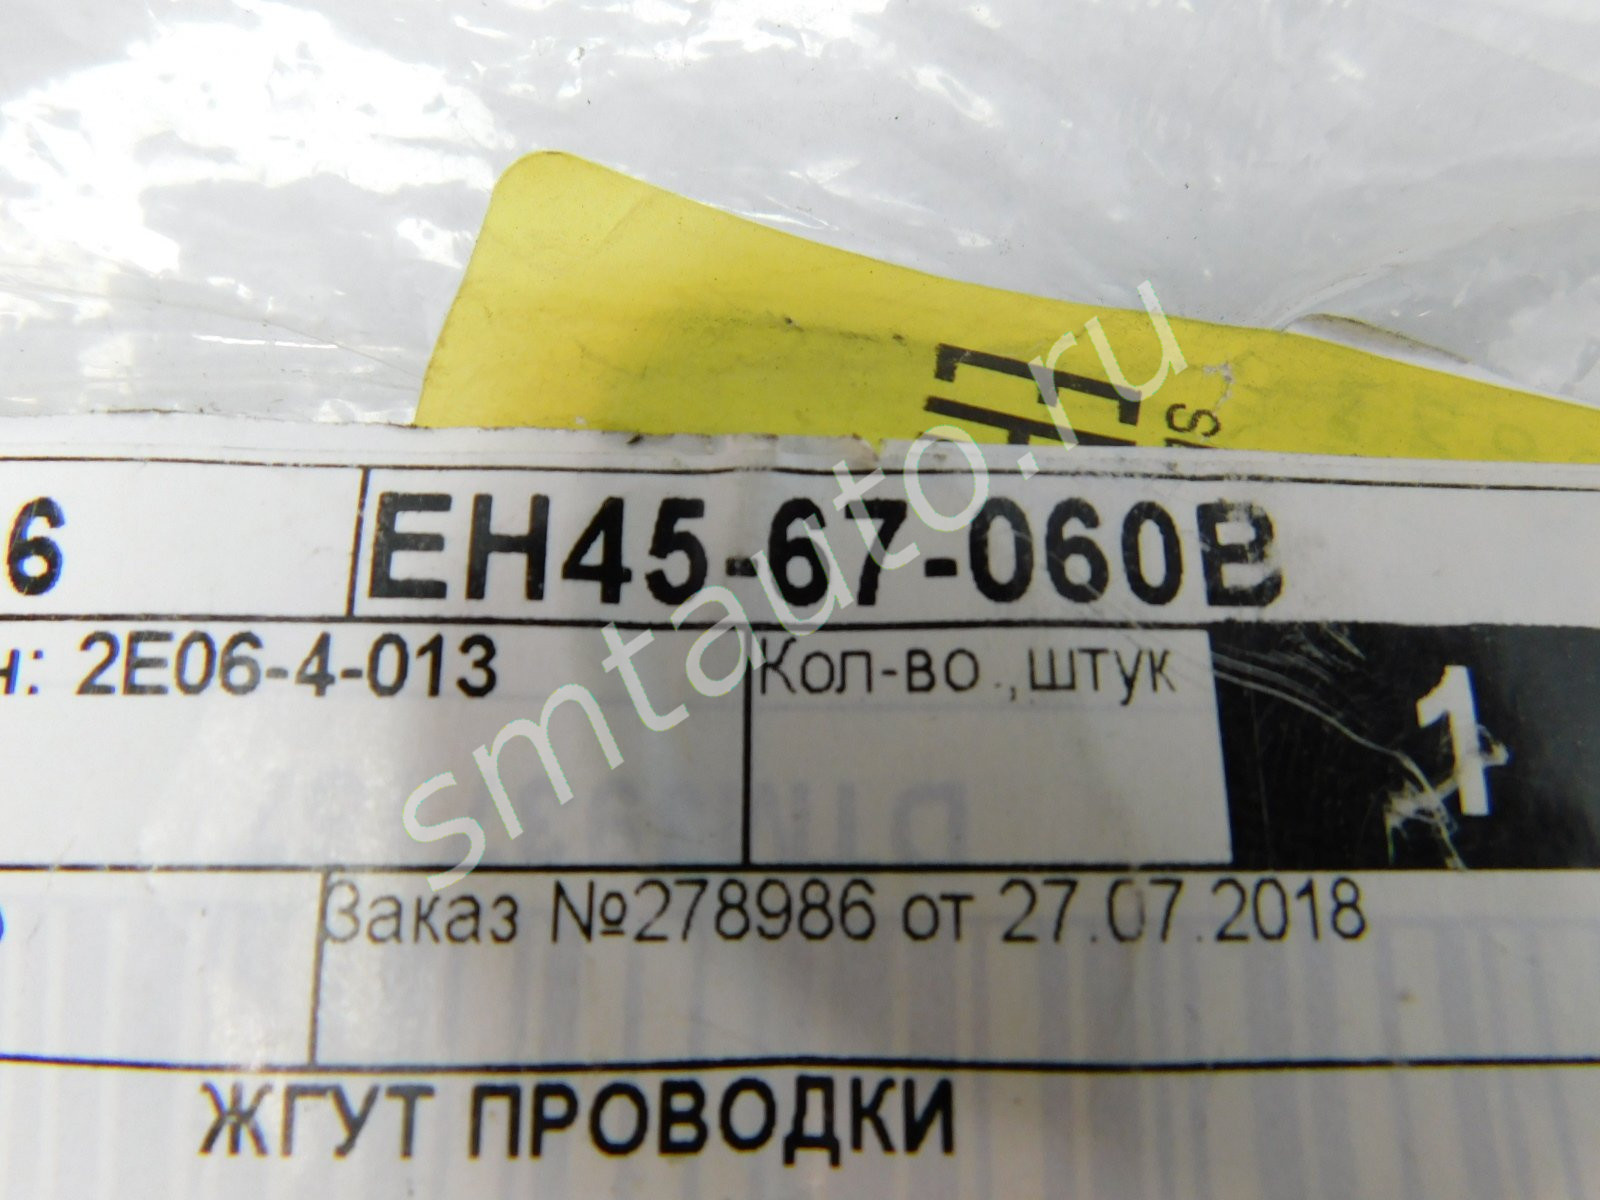 6 EH45-67-060B
н: 2E06-4-013 Кол-во.,штук 1
Заказ №278986 от 27.07.2018
ЖГУТ ПРОВОДКИ
smtauto.ru